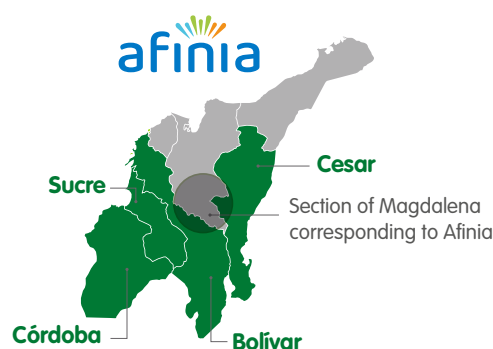 afinia
Cesar
Sucre
Section of Magdalena
corresponding to Afinia
Córdoba
Bolívar